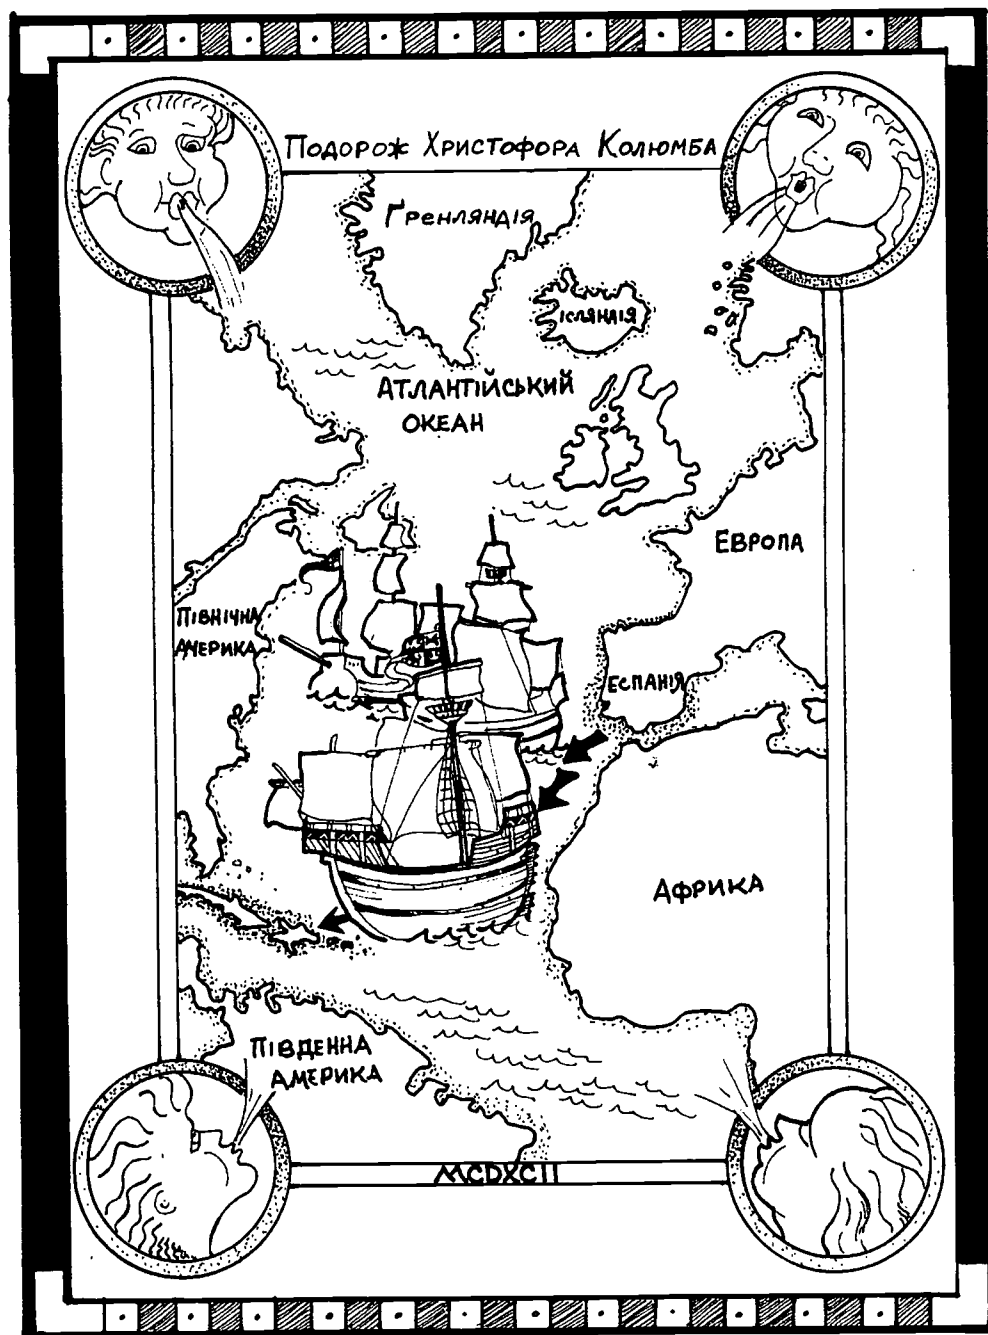 Подорож Христофора Колюмба
Ґренляндія
Ісляндія
Атлантійський
океан
Европа
Північна
Америка
Еспанія
Африка
Південна
Америка
MCDXCII